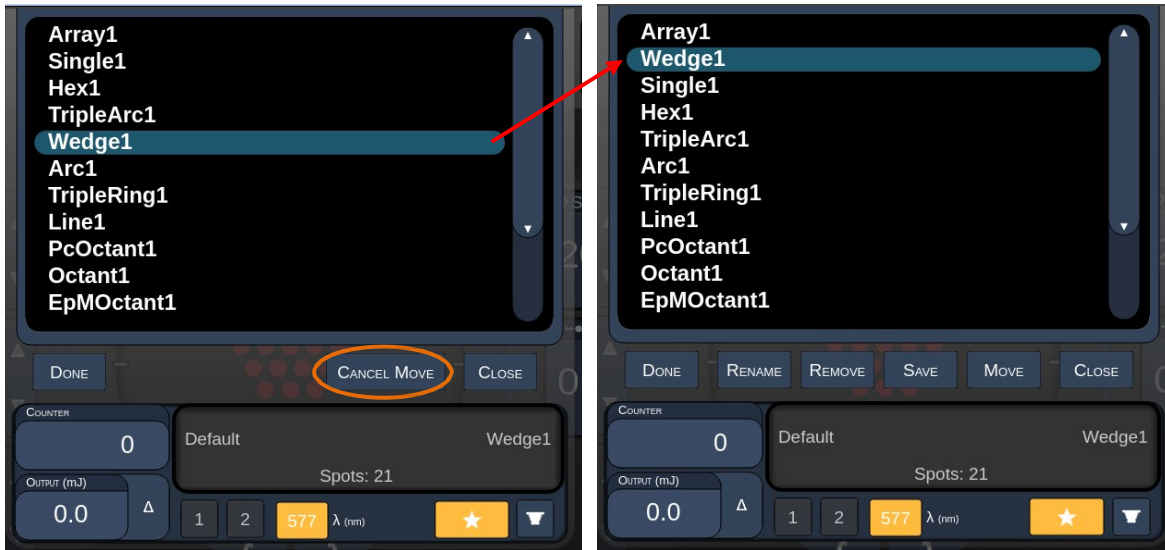 Array1
Single1
Hex1
TripleArc1
Wedge1
Arc1
TripleRing1
Line1
PcOctant1
Octant1
EpMOctant1
DONE CANCEL MOVE CLOSE
COUNTER
0
Default Wedge1
Spots: 21
OUTPUT (mJ)
0.0 Δ
1 2 577 λ (nm)
Array1
Wedge1
Single1
Hex1
TripleArc1
Arc1
TripleRing1
Line1
PcOctant1
Octant1
EpMOctant1
DONE RENAME REMOVE SAVE MOVE CLOSE
COUNTER
0
Default Wedge1
Spots: 21
OUTPUT (mJ)
0.0 Δ
1 2 577 λ (nm)